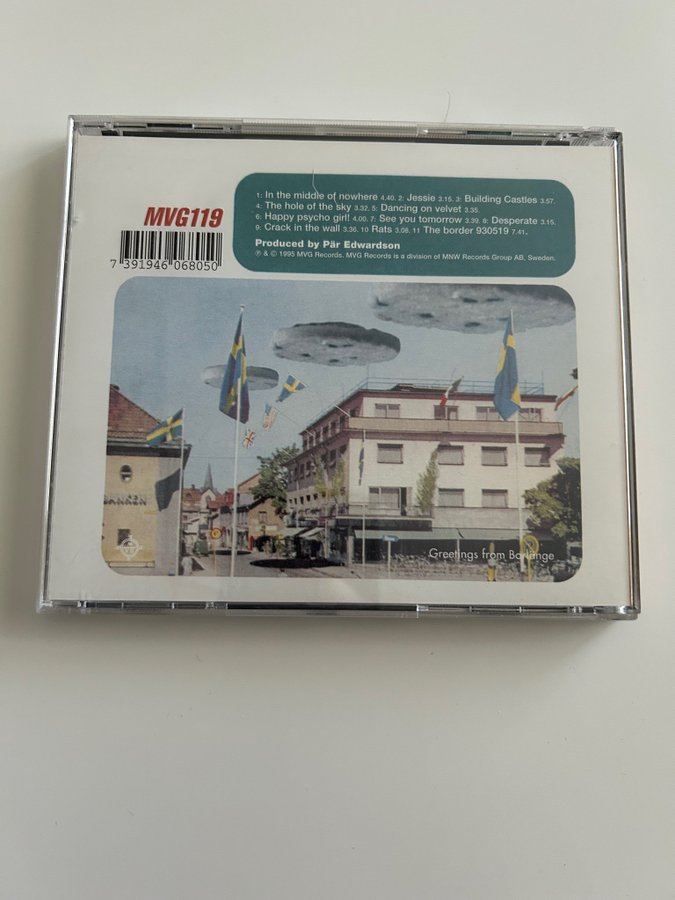 1: In the middle of nowhere 4.40. 2: Jessie 3.15. 3: Building Castles 3.57.
4: The hole of the sky 3.32. 5: Dancing on velvet 3.35.
6: Happy psycho girl! 4.00. 7: See you tomorrow 3.39. 8: Desperate 3.15.
9: Crack in the wall 3.36. 10 Rats 3.08. 11 The border 930519 7.41.
Produced by Pär Edwardson
℗ & © 1995 MVG Records. MVG Records is a division of MNW Records Group AB, Sweden.
MVG119
7 391946 068050
BANKEN
Greetings from Borlänge